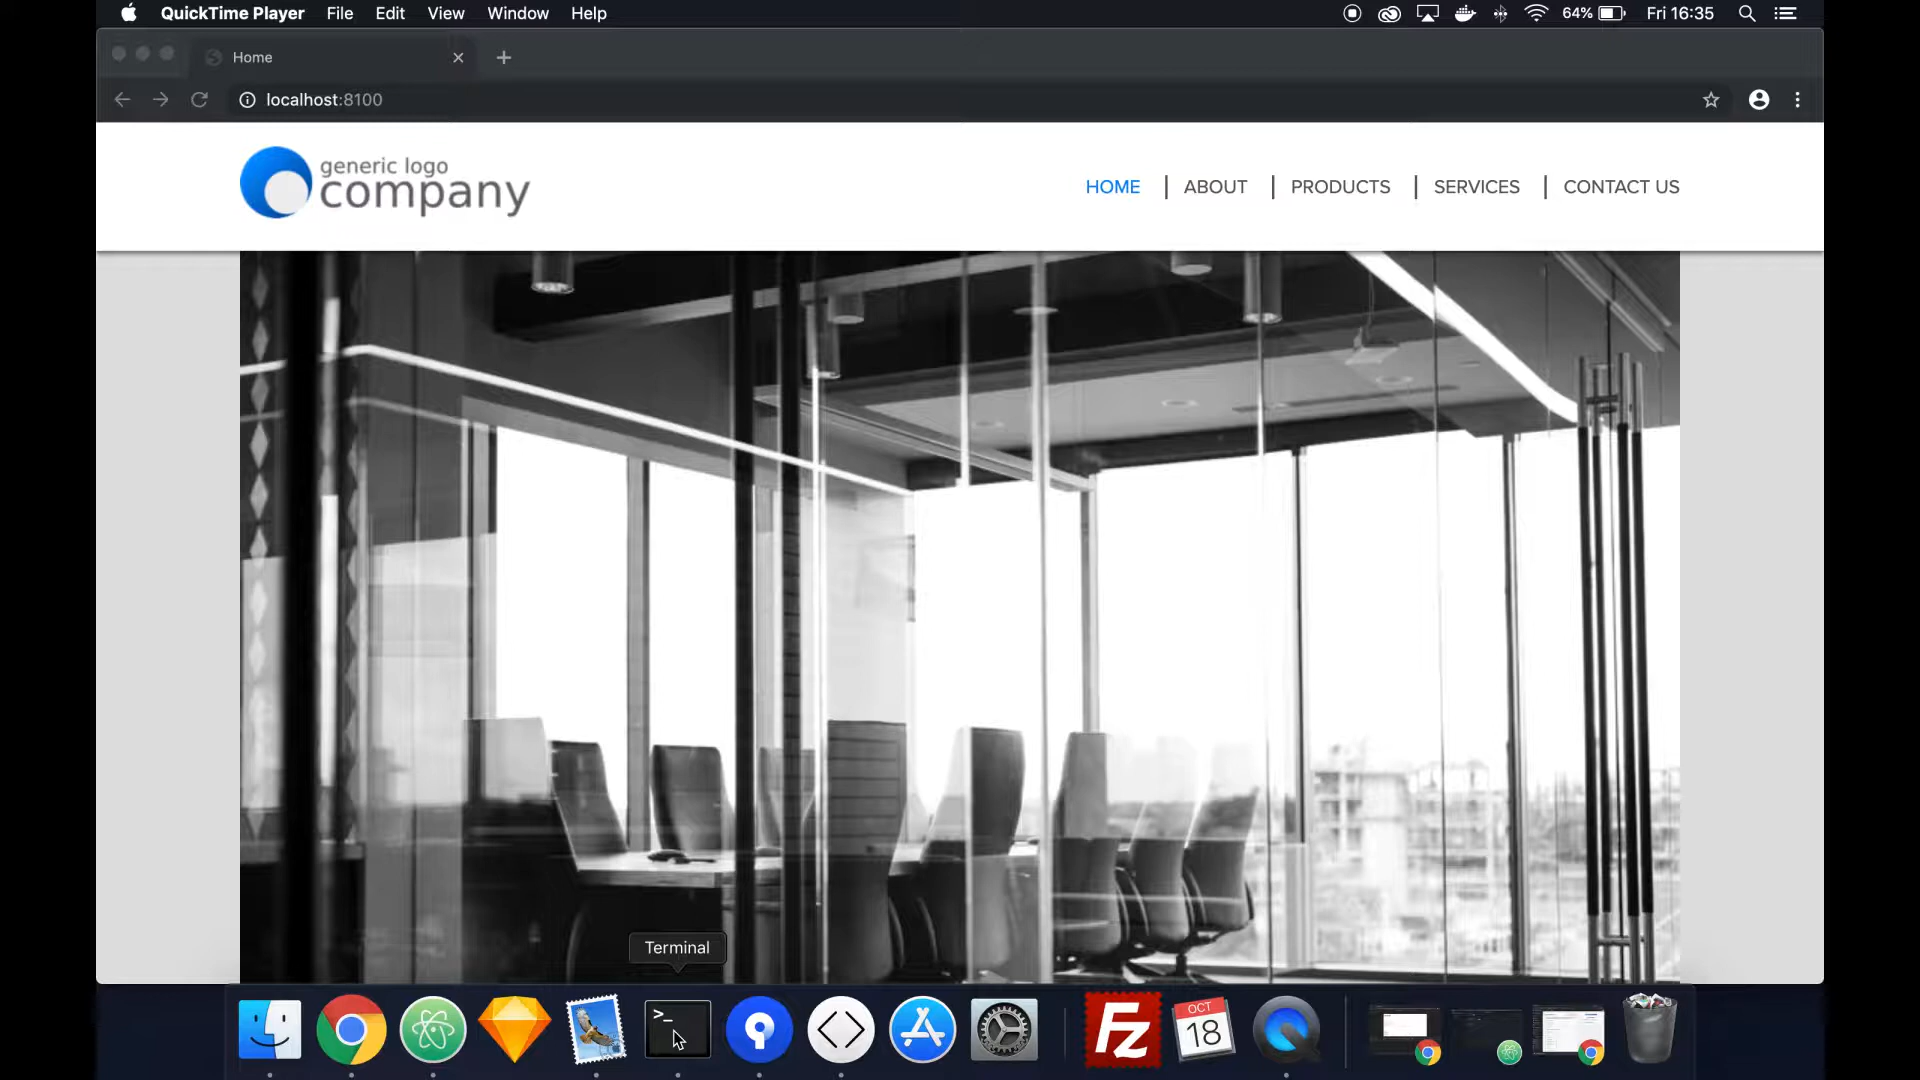 QuickTime Player File Edit View Window Help 64% Fri 16:35
Home
localhost:8100
generic logo
company
HOME ABOUT PRODUCTS SERVICES CONTACT US
Terminal
>_
Fz
OCT
18